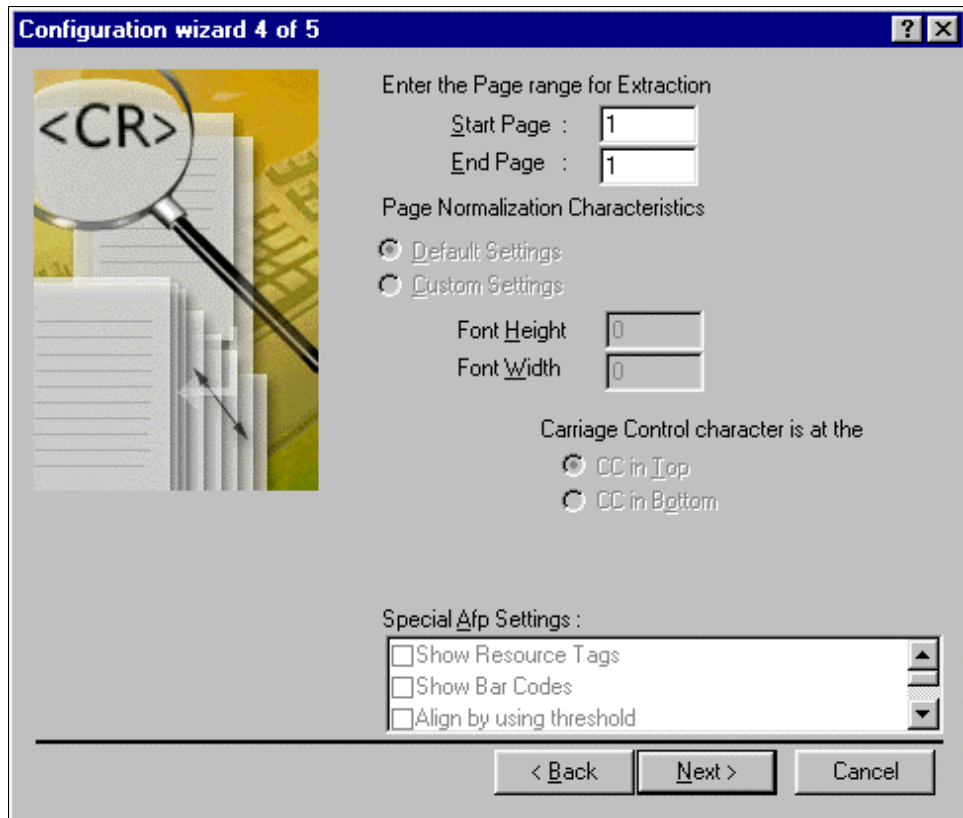 Configuration wizard 4 of 5
<CR>
Enter the Page range for Extraction
Start Page : 1
End Page : 1
Page Normalization Characteristics
Default Settings
Custom Settings
Font Height 0
Font Width 0
Carriage Control character is at the
CC in Top
CC in Bottom
Special Afp Settings :
Show Resource Tags
Show Bar Codes
Align by using threshold
< Back Next > Cancel